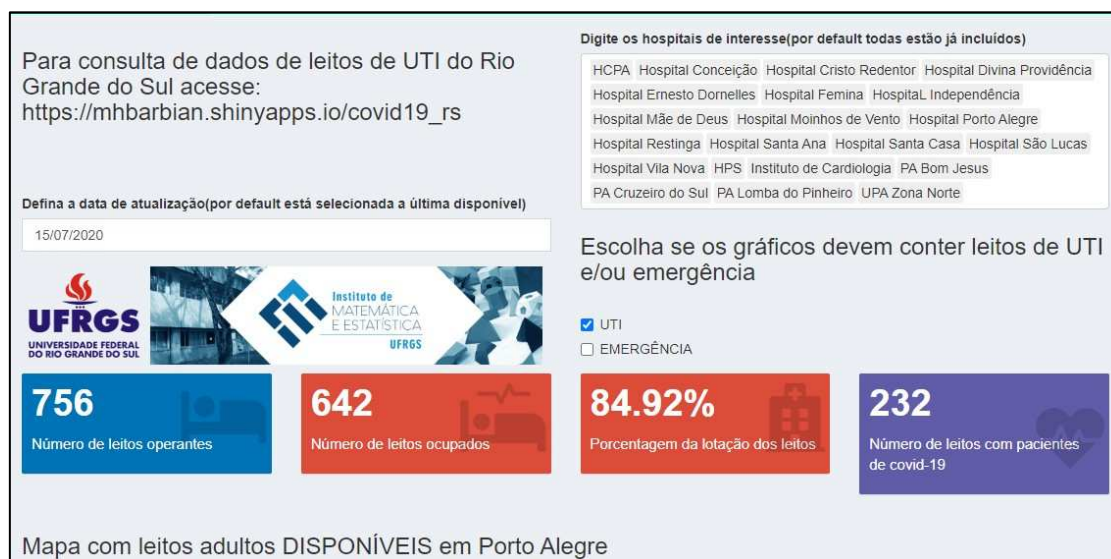 Para consulta de dados de leitos de UTI do Rio
Grande do Sul acesse:
https://mhbarbian.shinyapps.io/covid19_rs
Defina a data de atualização(por default está selecionada a última disponível)
15/07/2020
Digite os hospitais de interesse(por default todas estão já incluídos)
HCPA Hospital Conceição Hospital Cristo Redentor Hospital Divina Providência
Hospital Ernesto Dornelles Hospital Femina HospitaL Independência
Hospital Mãe de Deus Hospital Moinhos de Vento Hospital Porto Alegre
Hospital Restinga Hospital Santa Ana Hospital Santa Casa Hospital São Lucas
Hospital Vila Nova HPS Instituto de Cardiologia PA Bom Jesus
PA Cruzeiro do Sul PA Lomba do Pinheiro UPA Zona Norte
Escolha se os gráficos devem conter leitos de UTI
e/ou emergência
UTI
EMERGÊNCIA
UFRGS
UNIVERSIDADE FEDERAL
DO RIO GRANDE DO SUL
Instituto de
MATEMÁTICA
E ESTATÍSTICA
UFRGS
756
Número de leitos operantes
642
Número de leitos ocupados
84.92%
Porcentagem da lotação dos leitos
232
Número de leitos com pacientes
de covid-19
Mapa com leitos adultos DISPONÍVEIS em Porto Alegre